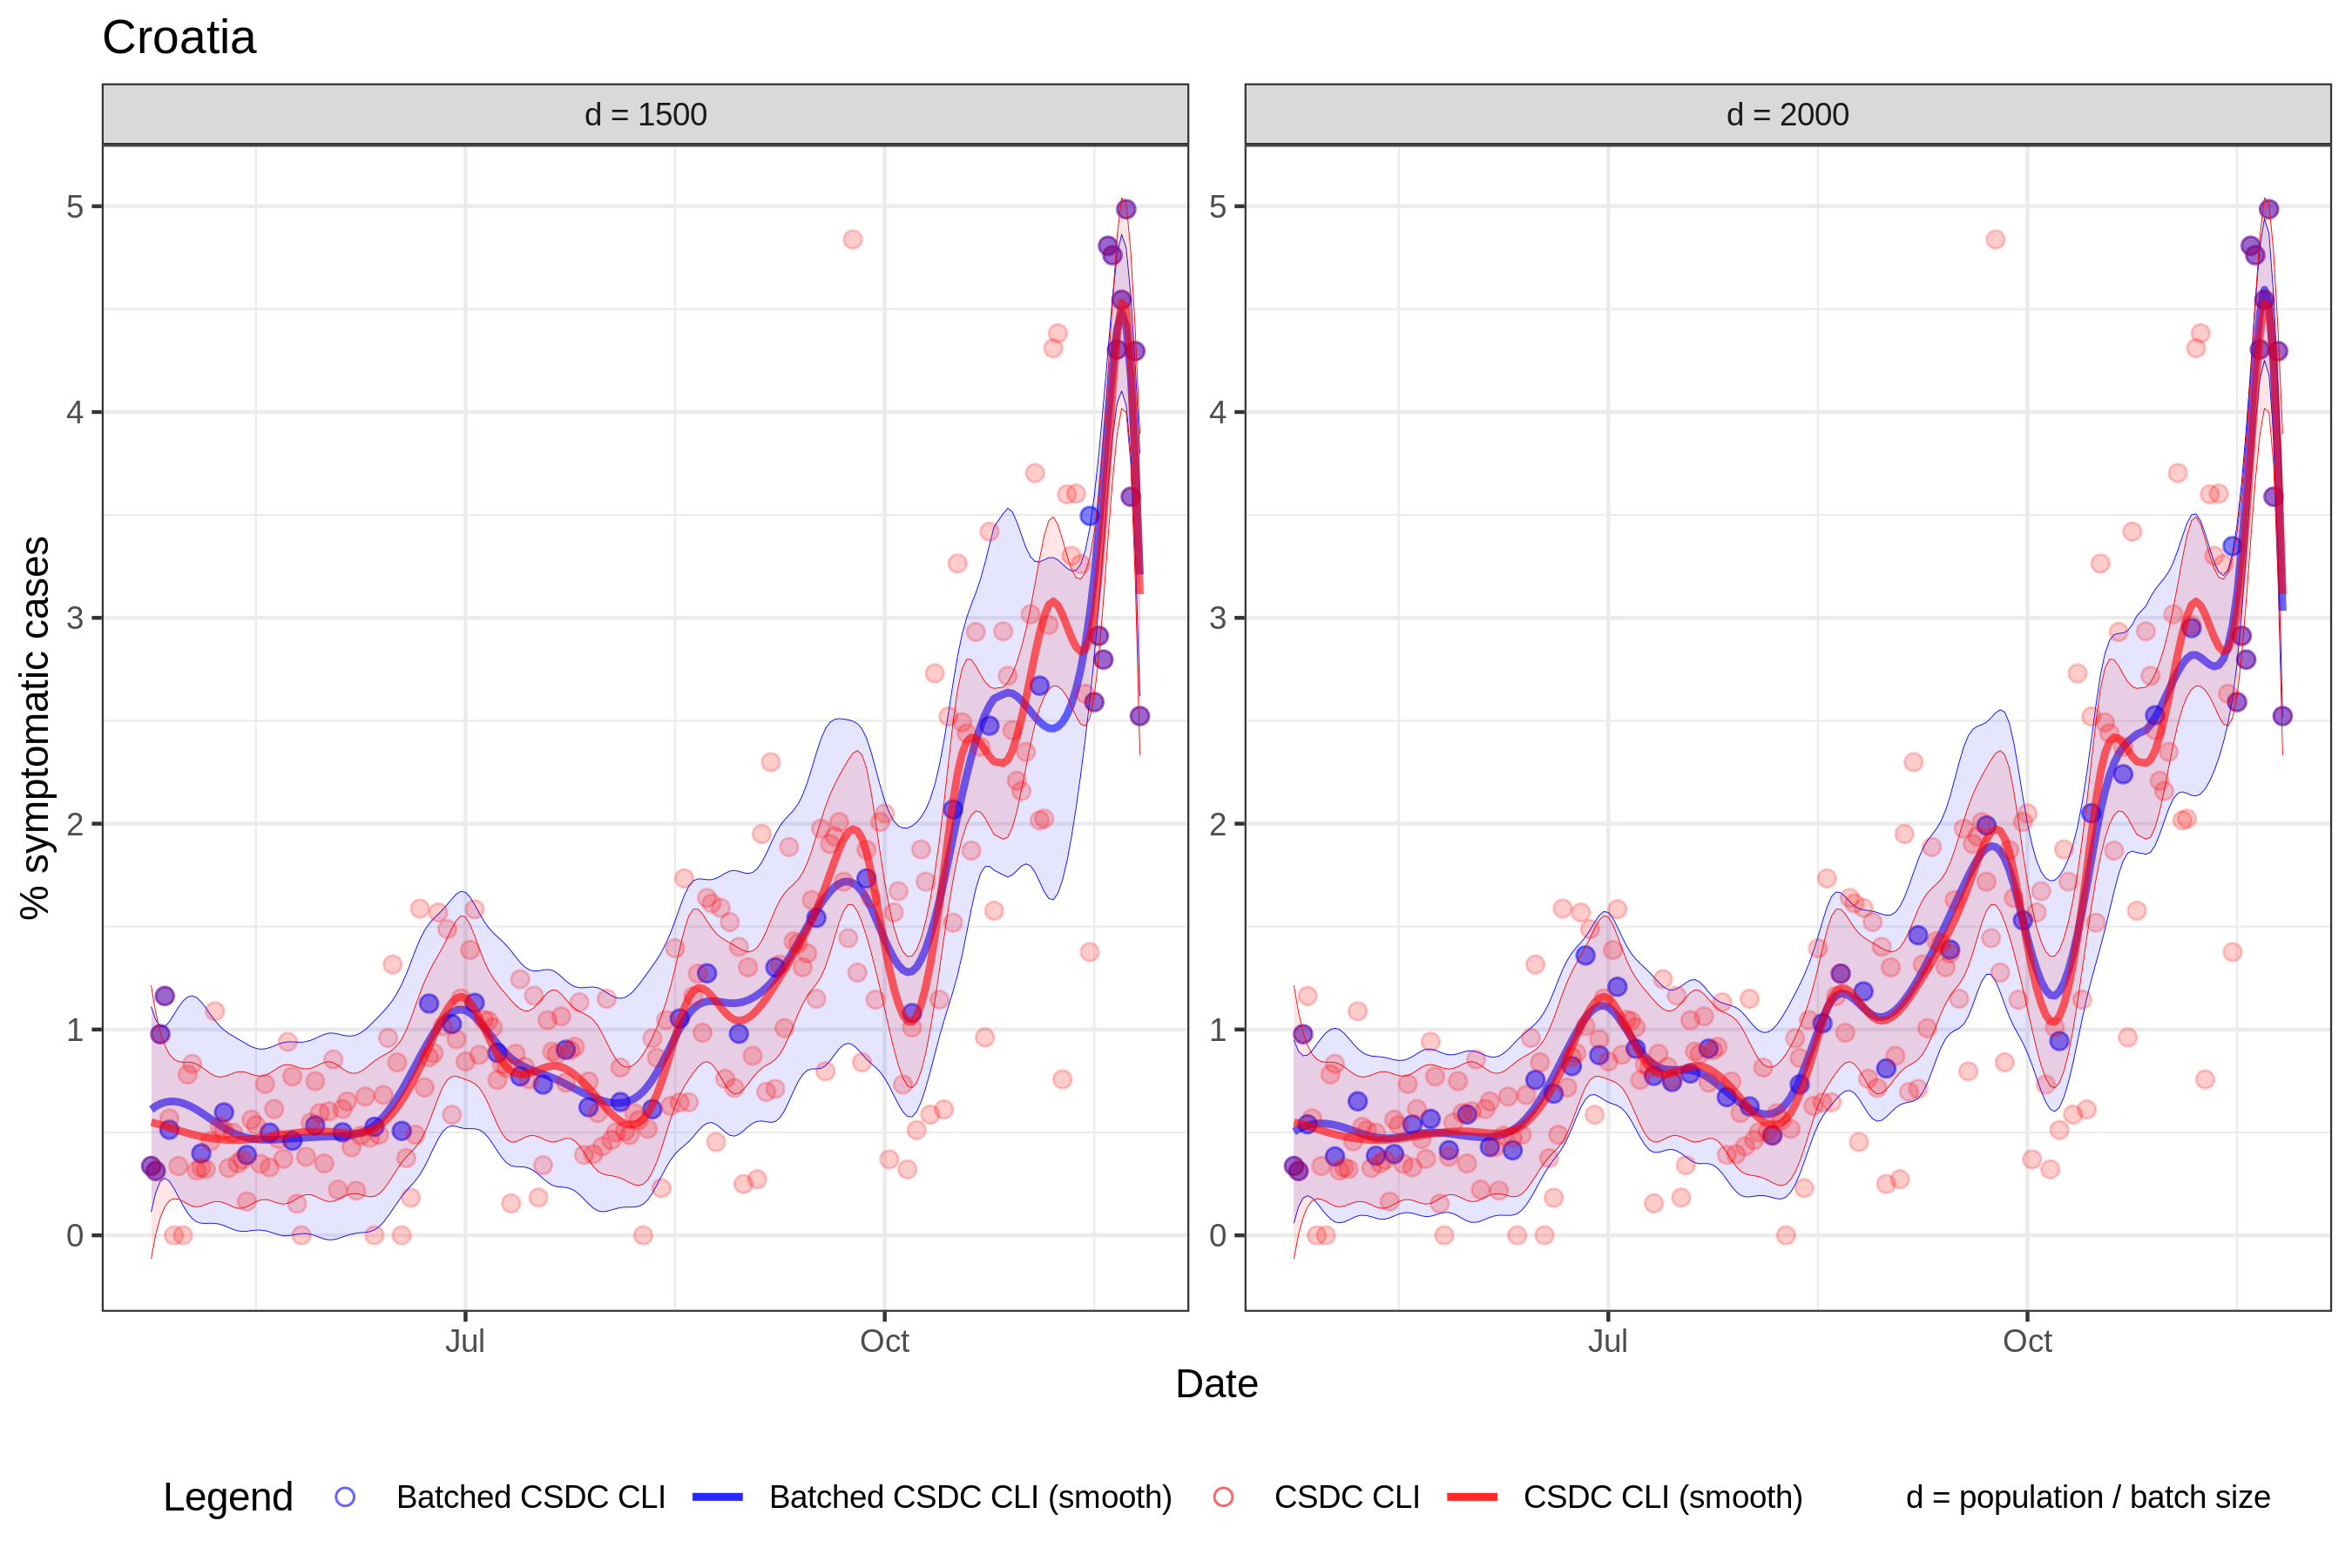 Croatia
d = 1500
d = 2000
% symptomatic cases
5
4
3
2
1
0
5
4
3
2
1
0
Jul
Oct
Jul
Oct
Date
Legend
Batched CSDC CLI
Batched CSDC CLI (smooth)
CSDC CLI
CSDC CLI (smooth)
d = population / batch size